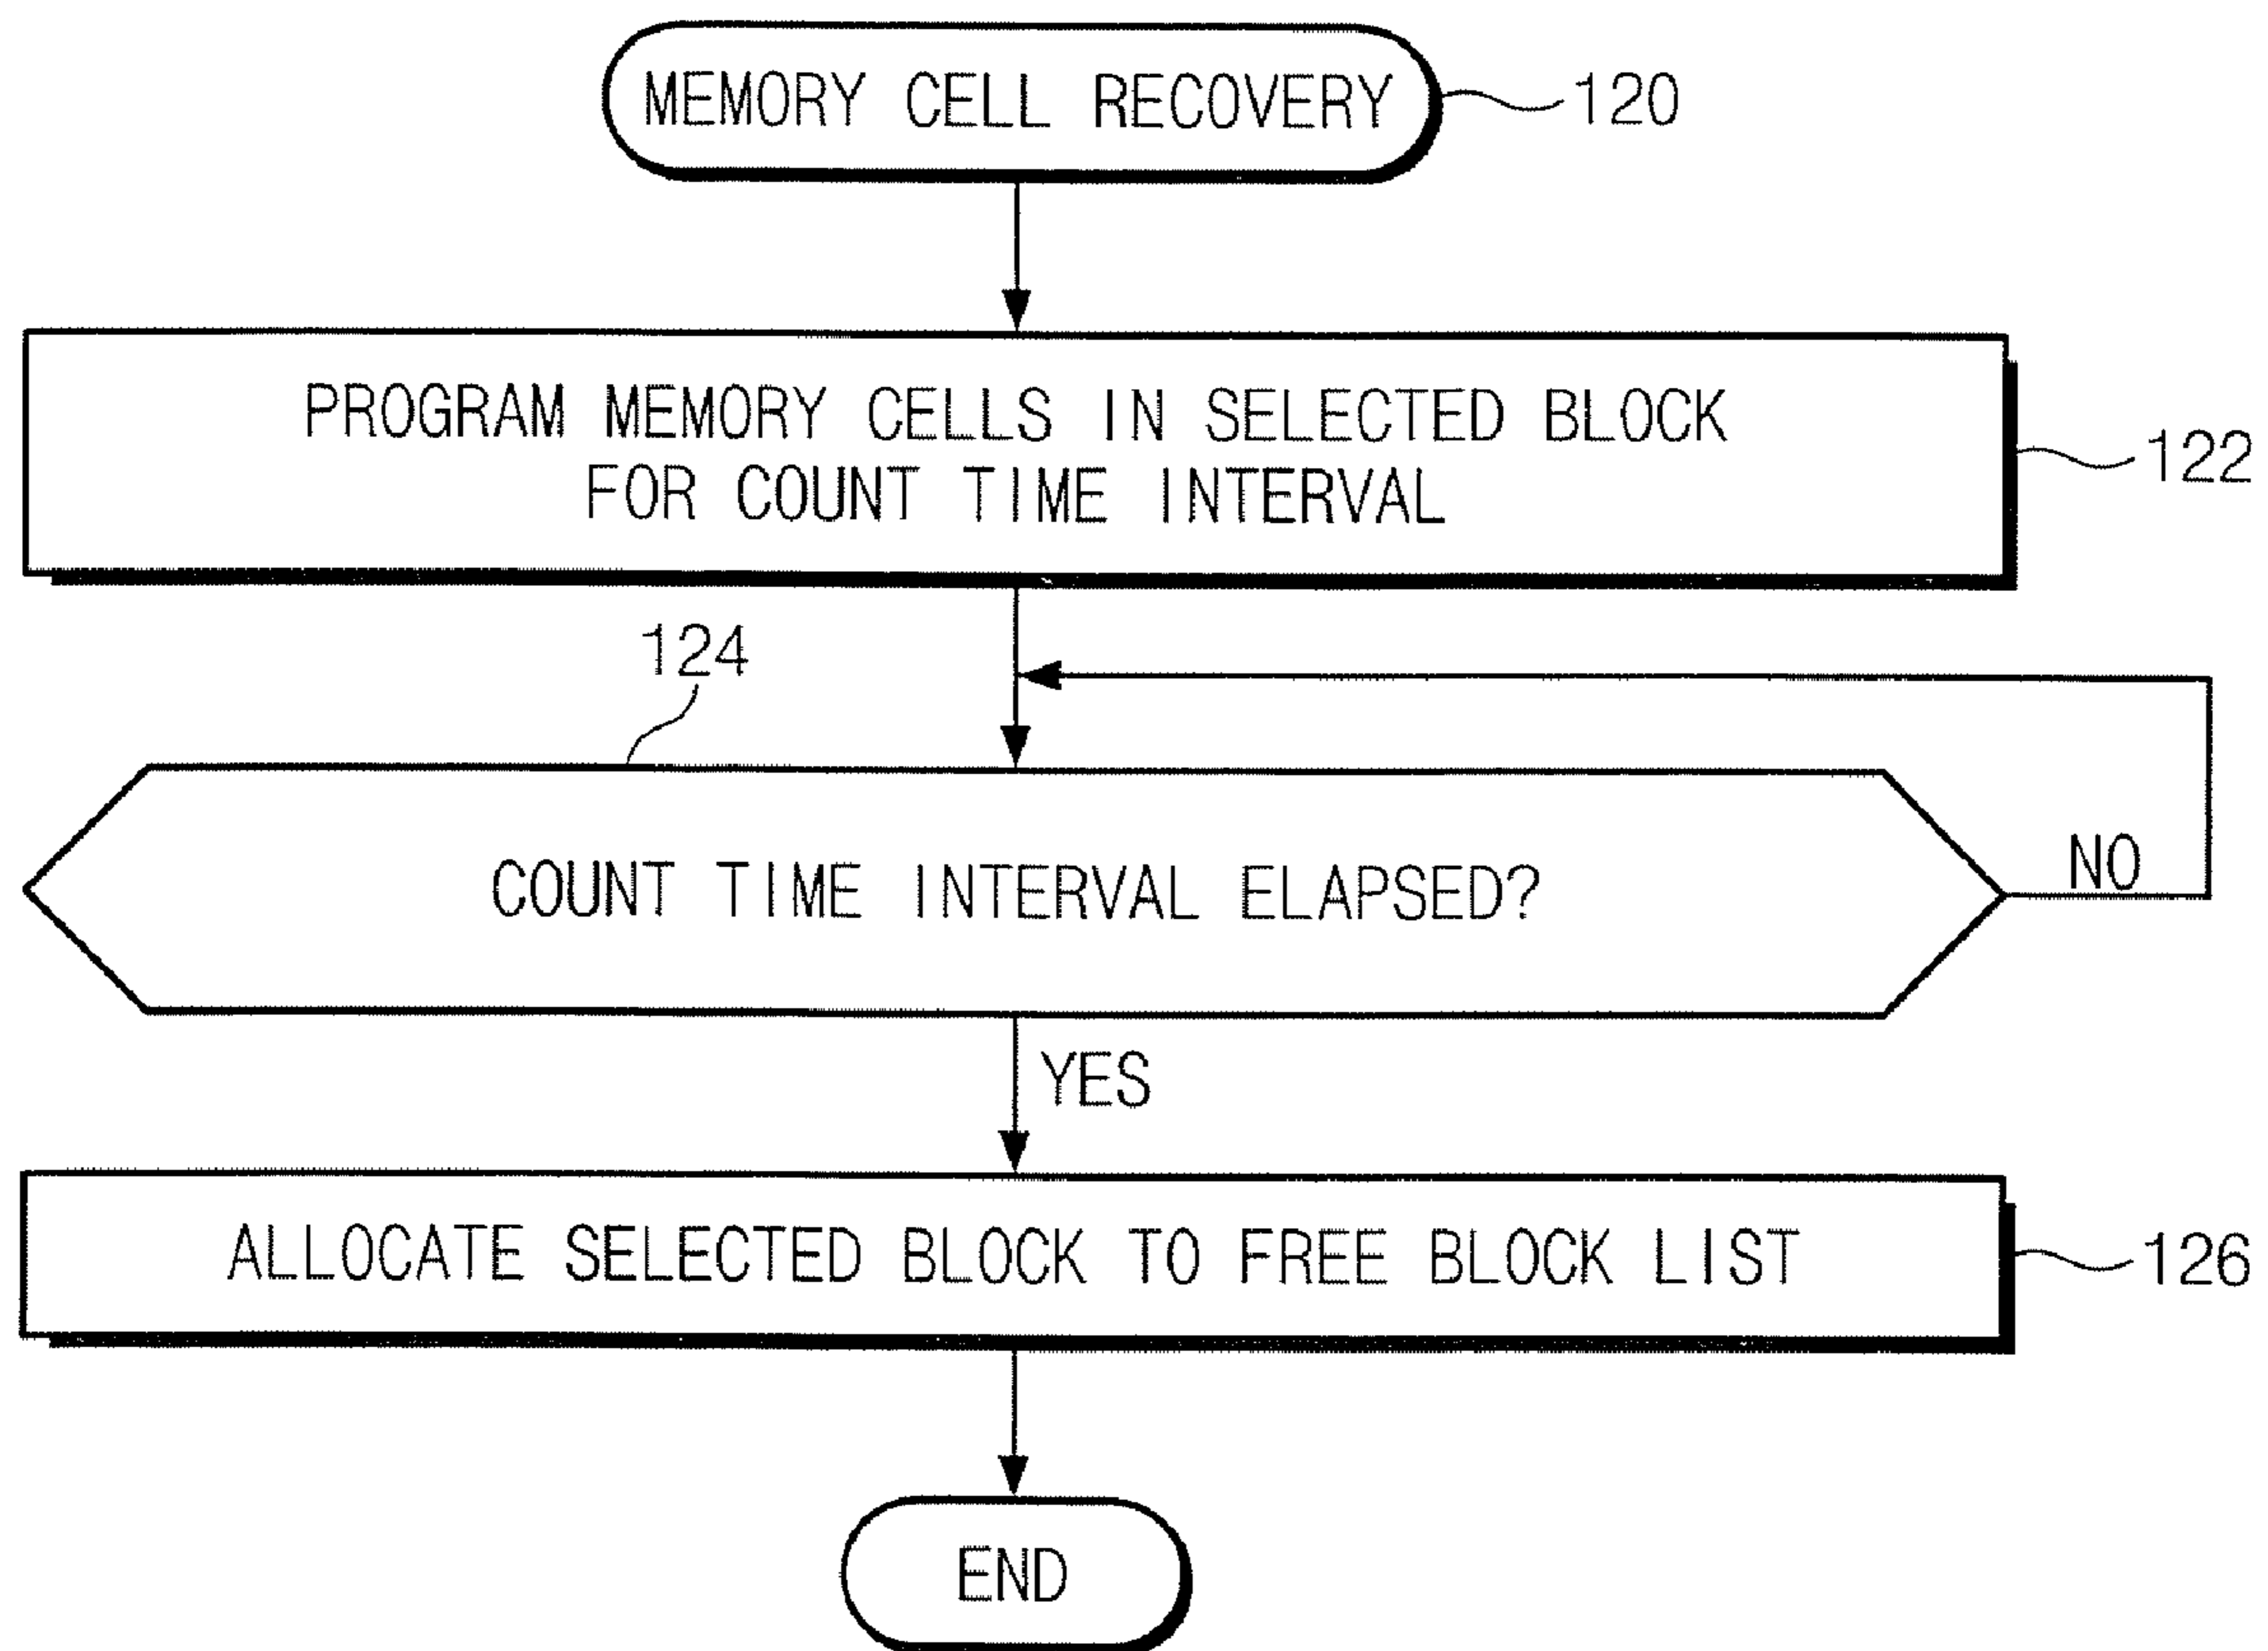 MEMORY CELL RECOVERY
120
PROGRAM MEMORY CELLS IN SELECTED BLOCK
FOR COUNT TIME INTERVAL
122
124
COUNT TIME INTERVAL ELAPSED?
NO
YES
ALLOCATE SELECTED BLOCK TO FREE BLOCK LIST
126
END